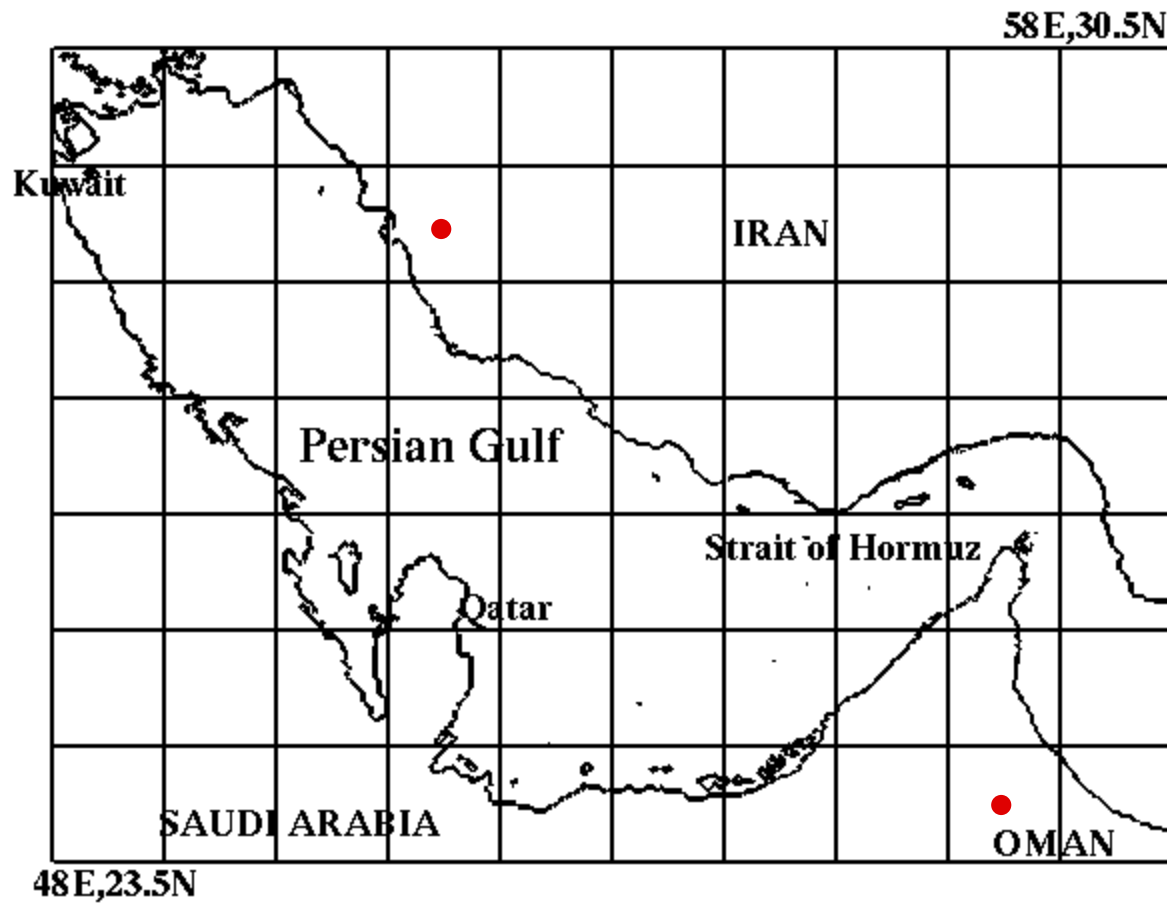 58E,30.5N
Kuwait
IRAN
Persian Gulf
Strait of Hormuz
Qatar
SAUDI ARABIA
OMAN
48E,23.5N